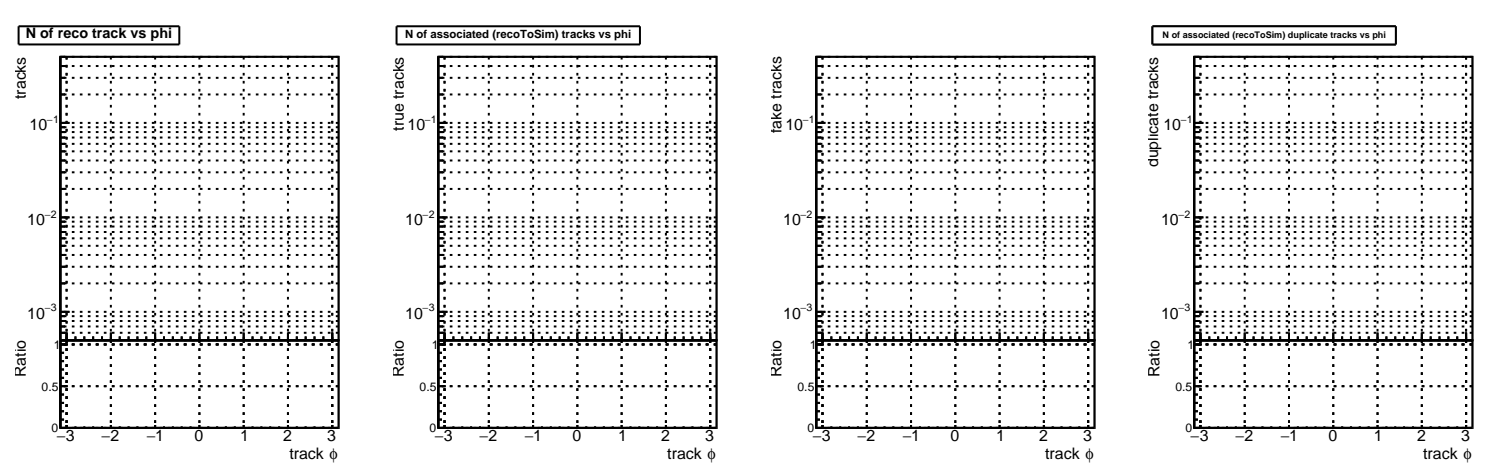 N of reco track vs phi
tracks
10−1
10−2
10−3
Ratio
1
0.5
0
−3 −2 −1 0 1 2 3
track ϕ
N of associated (recoToSim) tracks vs phi
true tracks
10−1
10−2
10−3
Ratio
1
0.5
0
−3 −2 −1 0 1 2 3
track ϕ
fake tracks
10−1
10−2
10−3
Ratio
1
0.5
0
−3 −2 −1 0 1 2 3
track ϕ
N of associated (recoToSim) duplicate tracks vs phi
duplicate tracks
10−1
10−2
10−3
Ratio
1
0.5
0
−3 −2 −1 0 1 2 3
track ϕ